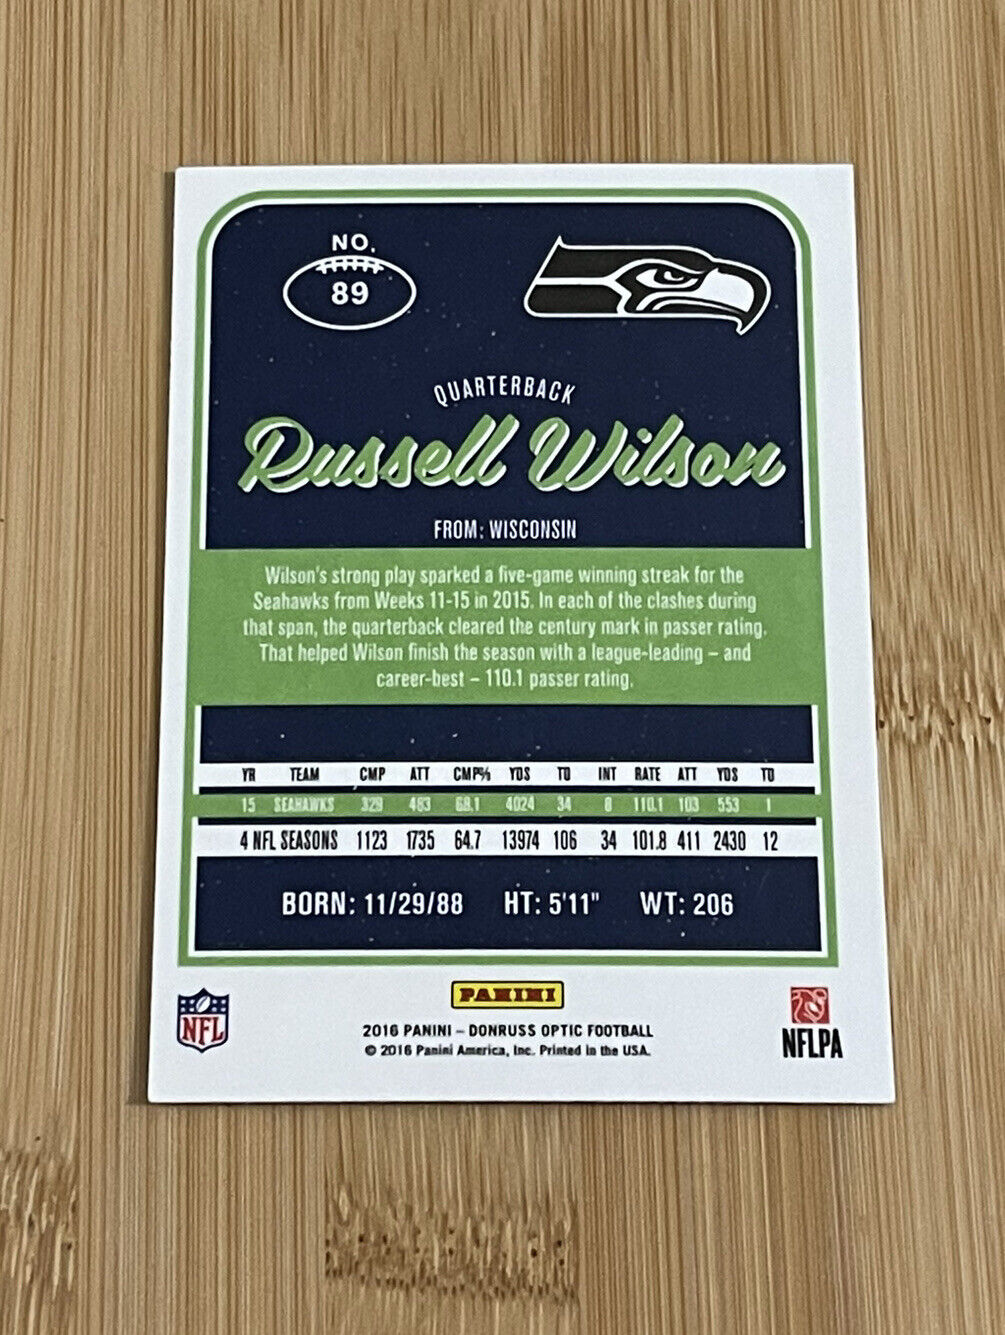 NO.
89
QUARTERBACK
Russell Wilson
FROM: WISCONSIN
Wilson's strong play sparked a five-game winning streak for the
Seahawks from Weeks 11-15 in 2015. In each of the clashes during
that span, the quarterback cleared the century mark in passer rating.
That helped Wilson finish the season with a league-leading – and
career-best – 110.1 passer rating.
YR TEAM CMP ATT CMP% YDS TD INT RATE ATT YDS TD
15 SEAHAWKS 329 483 68.1 4024 34 8 110.1 103 553 1
4 NFL SEASONS 1123 1735 64.7 13974 106 34 101.8 411 2430 12
BORN: 11/29/88 HT: 5'11" WT: 206
NFL
PANINI
2016 PANINI – DONRUSS OPTIC FOOTBALL
© 2016 Panini America, Inc. Printed in the USA.
NFLPA